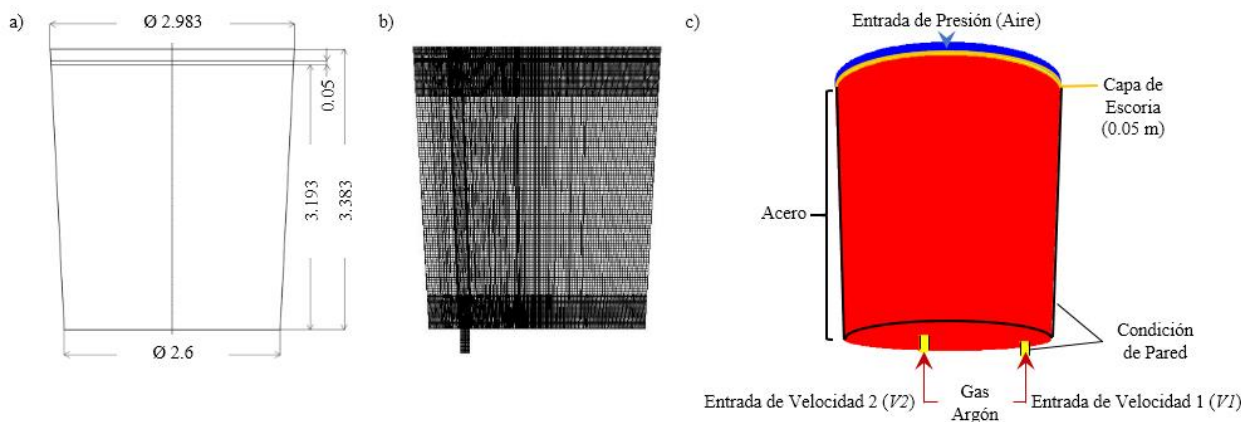 a)
Ø 2.983
0.05
3.193
3.383
Ø 2.6
b)
c)
Entrada de Presión (Aire)
Capa de
Escoria
(0.05 m)
Acero
Condición
de Pared
Entrada de Velocidad 2 (V2)
Gas
Argón
Entrada de Velocidad 1 (V1)